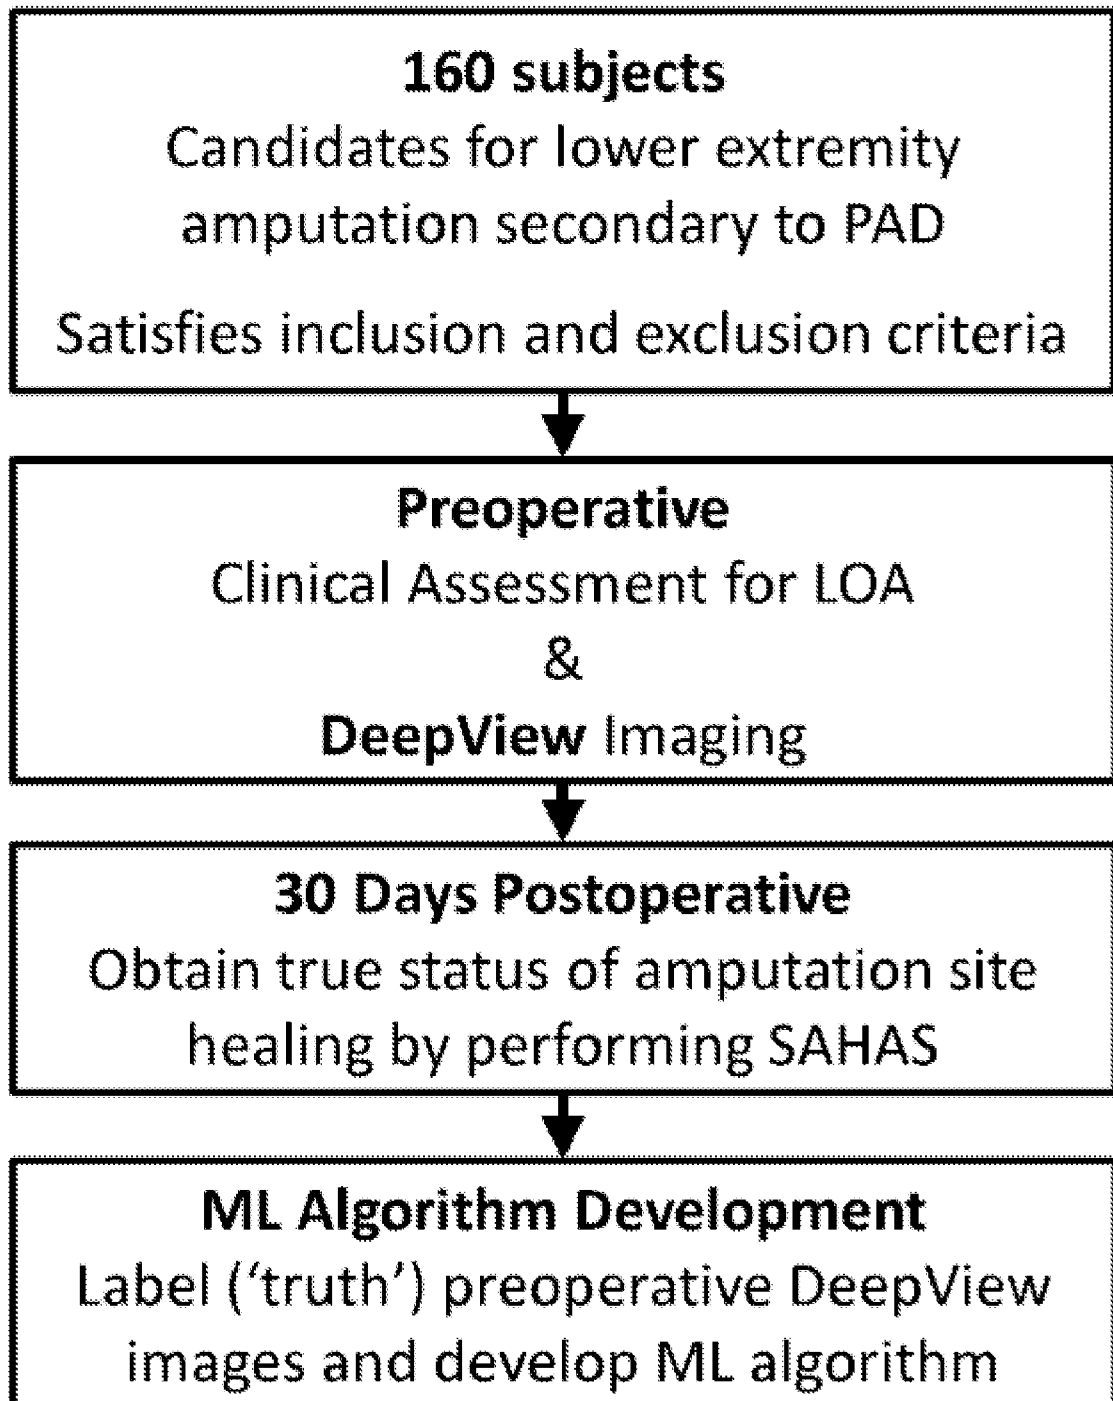 160 subjects
Candidates for lower extremity
amputation secondary to PAD
Satisfies inclusion and exclusion criteria
Preoperative
Clinical Assessment for LOA
&
DeepView Imaging
30 Days Postoperative
Obtain true status of amputation site
healing by performing SAHAS
ML Algorithm Development
Label (‘truth’) preoperative DeepView
images and develop ML algorithm